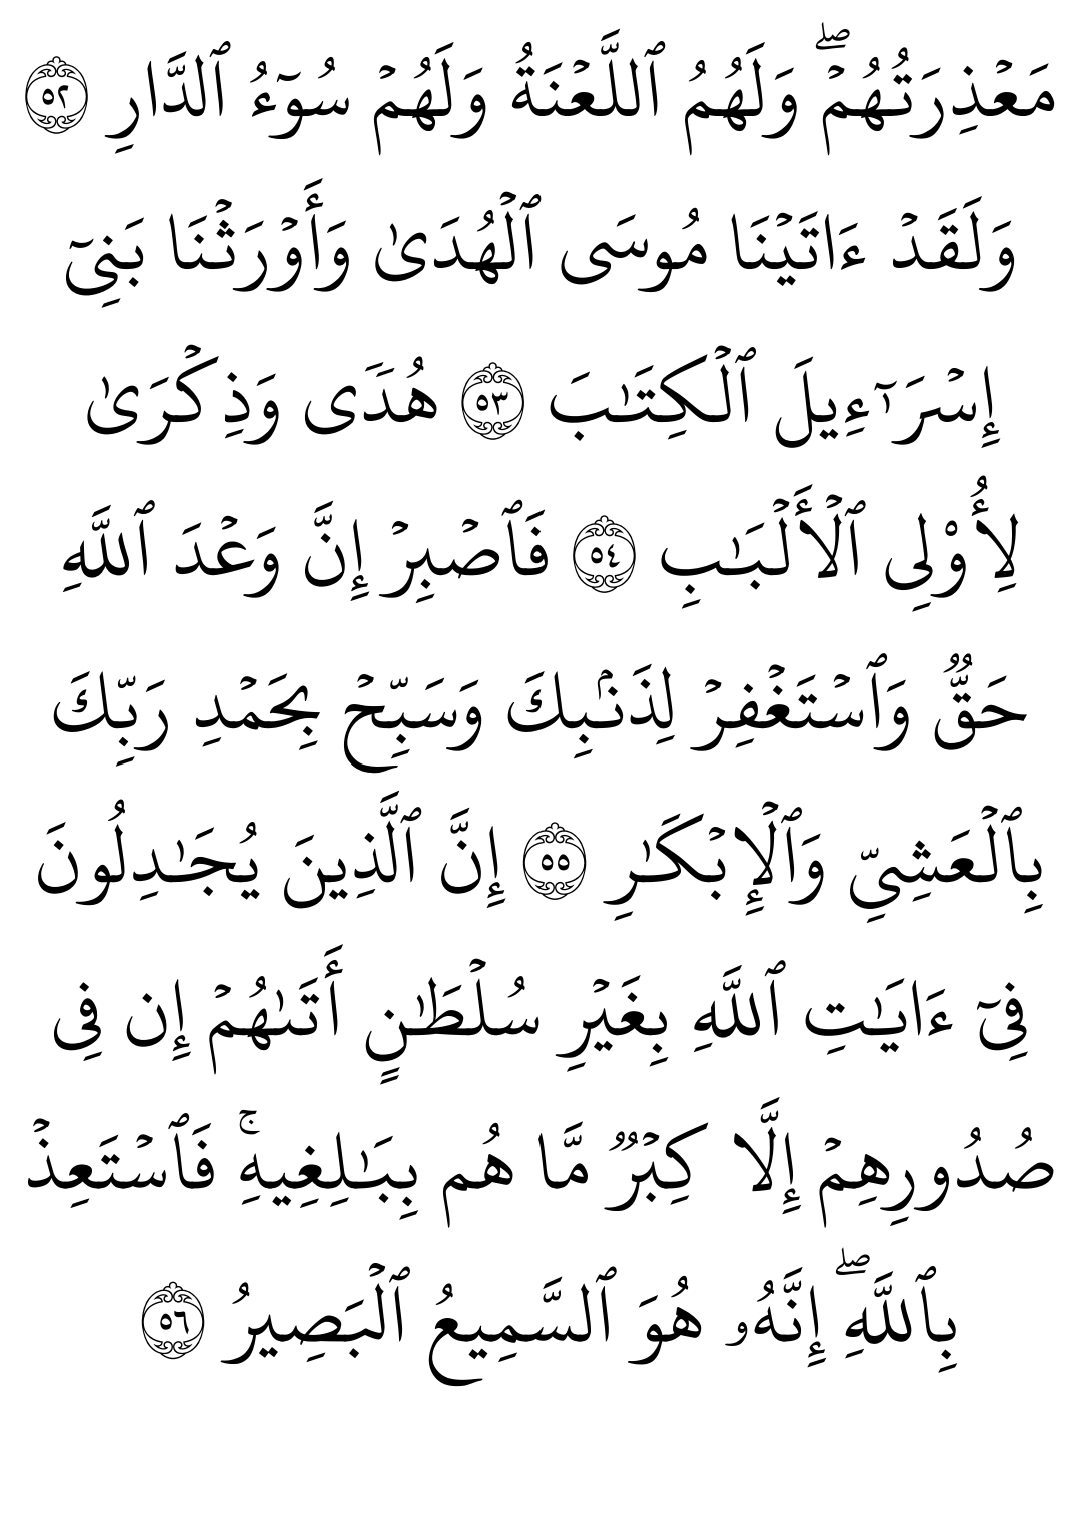 مَعْذِرَتُهُمْ ۖ وَلَهُمُ ٱللَّعْنَةُ وَلَهُمْ سُوٓءُ ٱلدَّارِ ٥٢
وَلَقَدْ ءَاتَيْنَا مُوسَى ٱلْهُدَىٰ وَأَوْرَثْنَا بَنِىٓ
إِسْرَٰٓءِيلَ ٱلْكِتَـٰبَ ٥٣ هُدًى وَذِكْرَىٰ
لِأُو۟لِى ٱلْأَلْبَـٰبِ ٥٤ فَٱصْبِرْ إِنَّ وَعْدَ ٱللَّهِ
حَقٌّ وَٱسْتَغْفِرْ لِذَنۢبِكَ وَسَبِّحْ بِحَمْدِ رَبِّكَ
بِٱلْعَشِىِّ وَٱلْإِبْكَـٰرِ ٥٥ إِنَّ ٱلَّذِينَ يُجَـٰدِلُونَ
فِىٓ ءَايَـٰتِ ٱللَّهِ بِغَيْرِ سُلْطَـٰنٍ أَتَىٰهُمْ إِن فِى
صُدُورِهِمْ إِلَّا كِبْرٌ مَّا هُم بِبَـٰلِغِيهِ ۚ فَٱسْتَعِذْ
بِٱللَّهِ ۖ إِنَّهُۥ هُوَ ٱلسَّمِيعُ ٱلْبَصِيرُ ٥٦